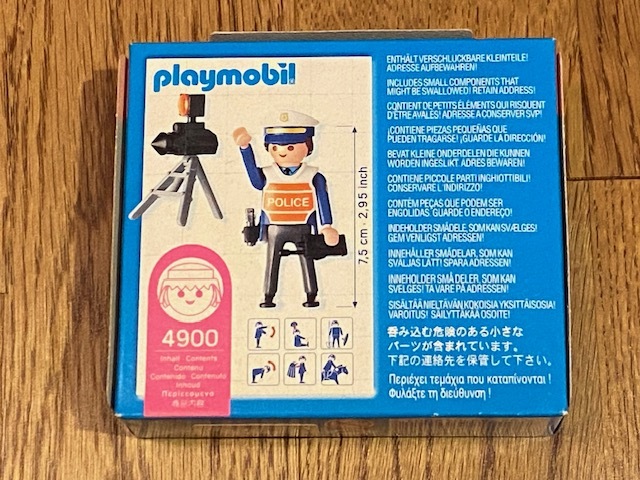 playmobil
POLICE
7,5 cm - 2,95 inch
4900
Inhalt Contents
Contenu
Contenido Contenuto
Inhoud
Περιεχόμενα
ENTHÄLT VERSCHLUCKBARE KLEINTEILE!
ADRESSE AUFBEWAHREN!
INCLUDES SMALL COMPONENTS THAT
MIGHT BE SWALLOWED! RETAIN ADDRESS!
CONTIENT DE PETITS ÉLÉMENTS QUI RISQUENT
D'ÊTRE AVALÉS! ADRESSE A CONSERVER SVP!
¡CONTIENE PIEZAS PEQUEÑAS QUE
PUEDEN TRAGARSE! ¡GUARDE LA DIRECCIÓN!
BEVAT KLEINE ONDERDELEN DIE KUNNEN
WORDEN INGESLIKT. ADRES BEWAREN!
CONTIENE PICCOLE PARTI INGHIOTTIBILI!
CONSERVARE L'INDIRIZZO!
CONTÉM PEÇAS QUE PODEM SER
ENGOLIDAS. GUARDE O ENDEREÇO!
INDEHOLDER SMÅDELE, SOM KAN SVÆLGES!
GEM VENLIGST ADRESSEN!
INNEHÅLLER SMÅDELAR, SOM KAN
SVÄLJAS LÄTT! SPARA ADRESSEN!
INNEHOLDER SMÅ DELER, SOM KAN
SVELGES! TA VARE PÅ ADRESSEN!
SISÄLTÄÄ NIELTÄVÄN KOKOISIA YKSITTÄISOSIA!
VAROITUS! SÄILYTTÄKÄÄ OSOITE!
呑み込む危険のある小さな
パーツが含まれています。
下記の連絡先を保管して下さい。
Περιέχει τεμάχια που καταπίνονται!
Φυλάξτε τη διεύθυνση!